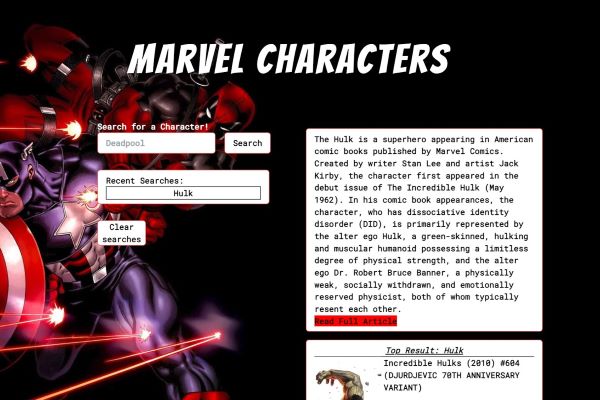 MARVEL CHARACTERS
Search for a Character!
Deadpool
Search
Recent Searches:
Hulk
Clear
searches
The Hulk is a superhero appearing in American
comic books published by Marvel Comics.
Created by writer Stan Lee and artist Jack
Kirby, the character first appeared in the
debut issue of The Incredible Hulk (May
1962). In his comic book appearances, the
character, who has dissociative identity
disorder (DID), is primarily represented by
the alter ego Hulk, a green-skinned, hulking
and muscular humanoid possessing a limitless
degree of physical strength, and the alter
ego Dr. Robert Bruce Banner, a physically
weak, socially withdrawn, and emotionally
reserved physicist, both of whom typically
resent each other.
Read Full Article
Top Result: Hulk
Incredible Hulks (2010) #604
(DJURDJEVIC 70TH ANNIVERSARY
VARIANT)